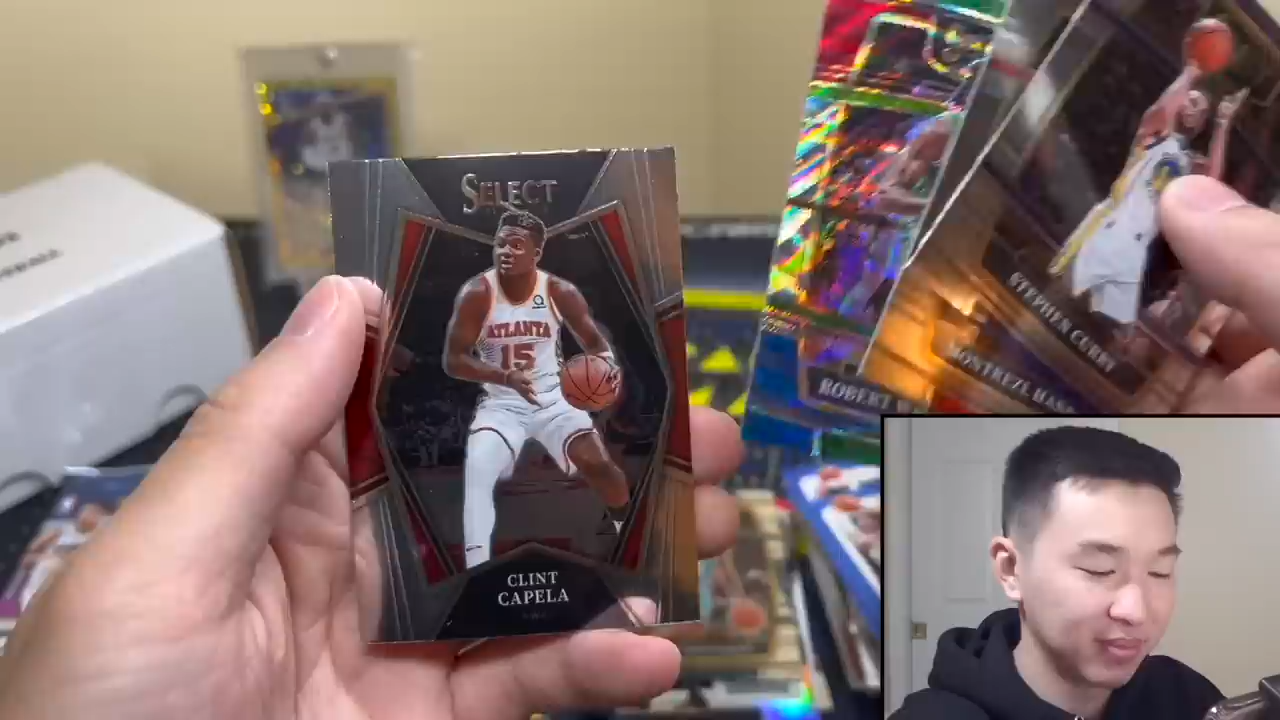 SELECT
ATLANTA
15
CLINT
CAPELA
STEPHEN CURRY
ROBERT